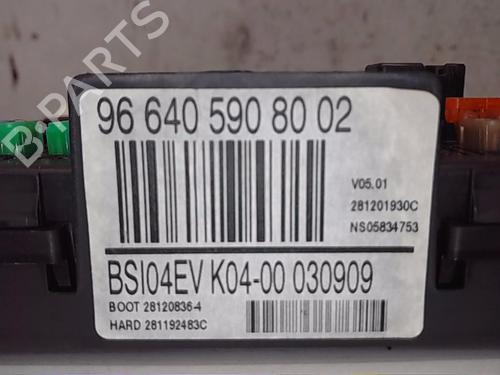 B-PARTS
96 640 590 80 02
V05.01
281201930C
NS05834753
BSI04EV K04-00 030909
BOOT 28120836-4
HARD 281192483C